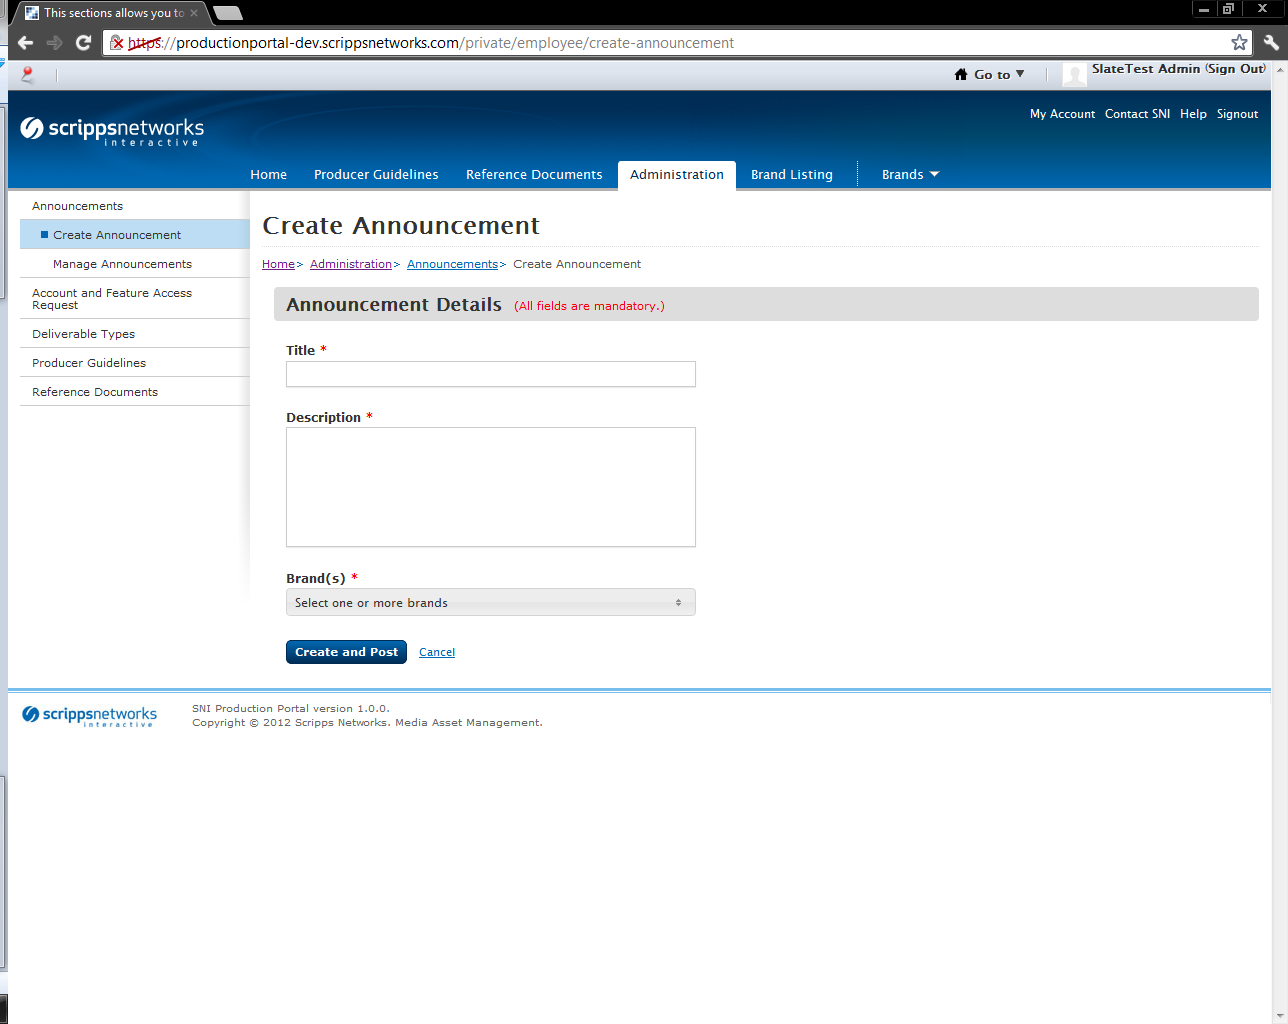 This sections allows you to
https://productionportal-dev.scrippsnetworks.com/private/employee/create-announcement
Go to
SlateTest Admin (Sign Out)
My Account Contact SNI Help Signout
scrippsnetworks
interactive
Home Producer Guidelines Reference Documents Administration Brand Listing Brands
Announcements
Create Announcement
Manage Announcements
Account and Feature Access
Request
Deliverable Types
Producer Guidelines
Reference Documents
Create Announcement
Home> Administration> Announcements> Create Announcement
Announcement Details (All fields are mandatory.)
Title *
Description *
Brand(s) *
Select one or more brands
Create and Post Cancel
scrippsnetworks
interactive
SNI Production Portal version 1.0.0.
Copyright © 2012 Scripps Networks. Media Asset Management.